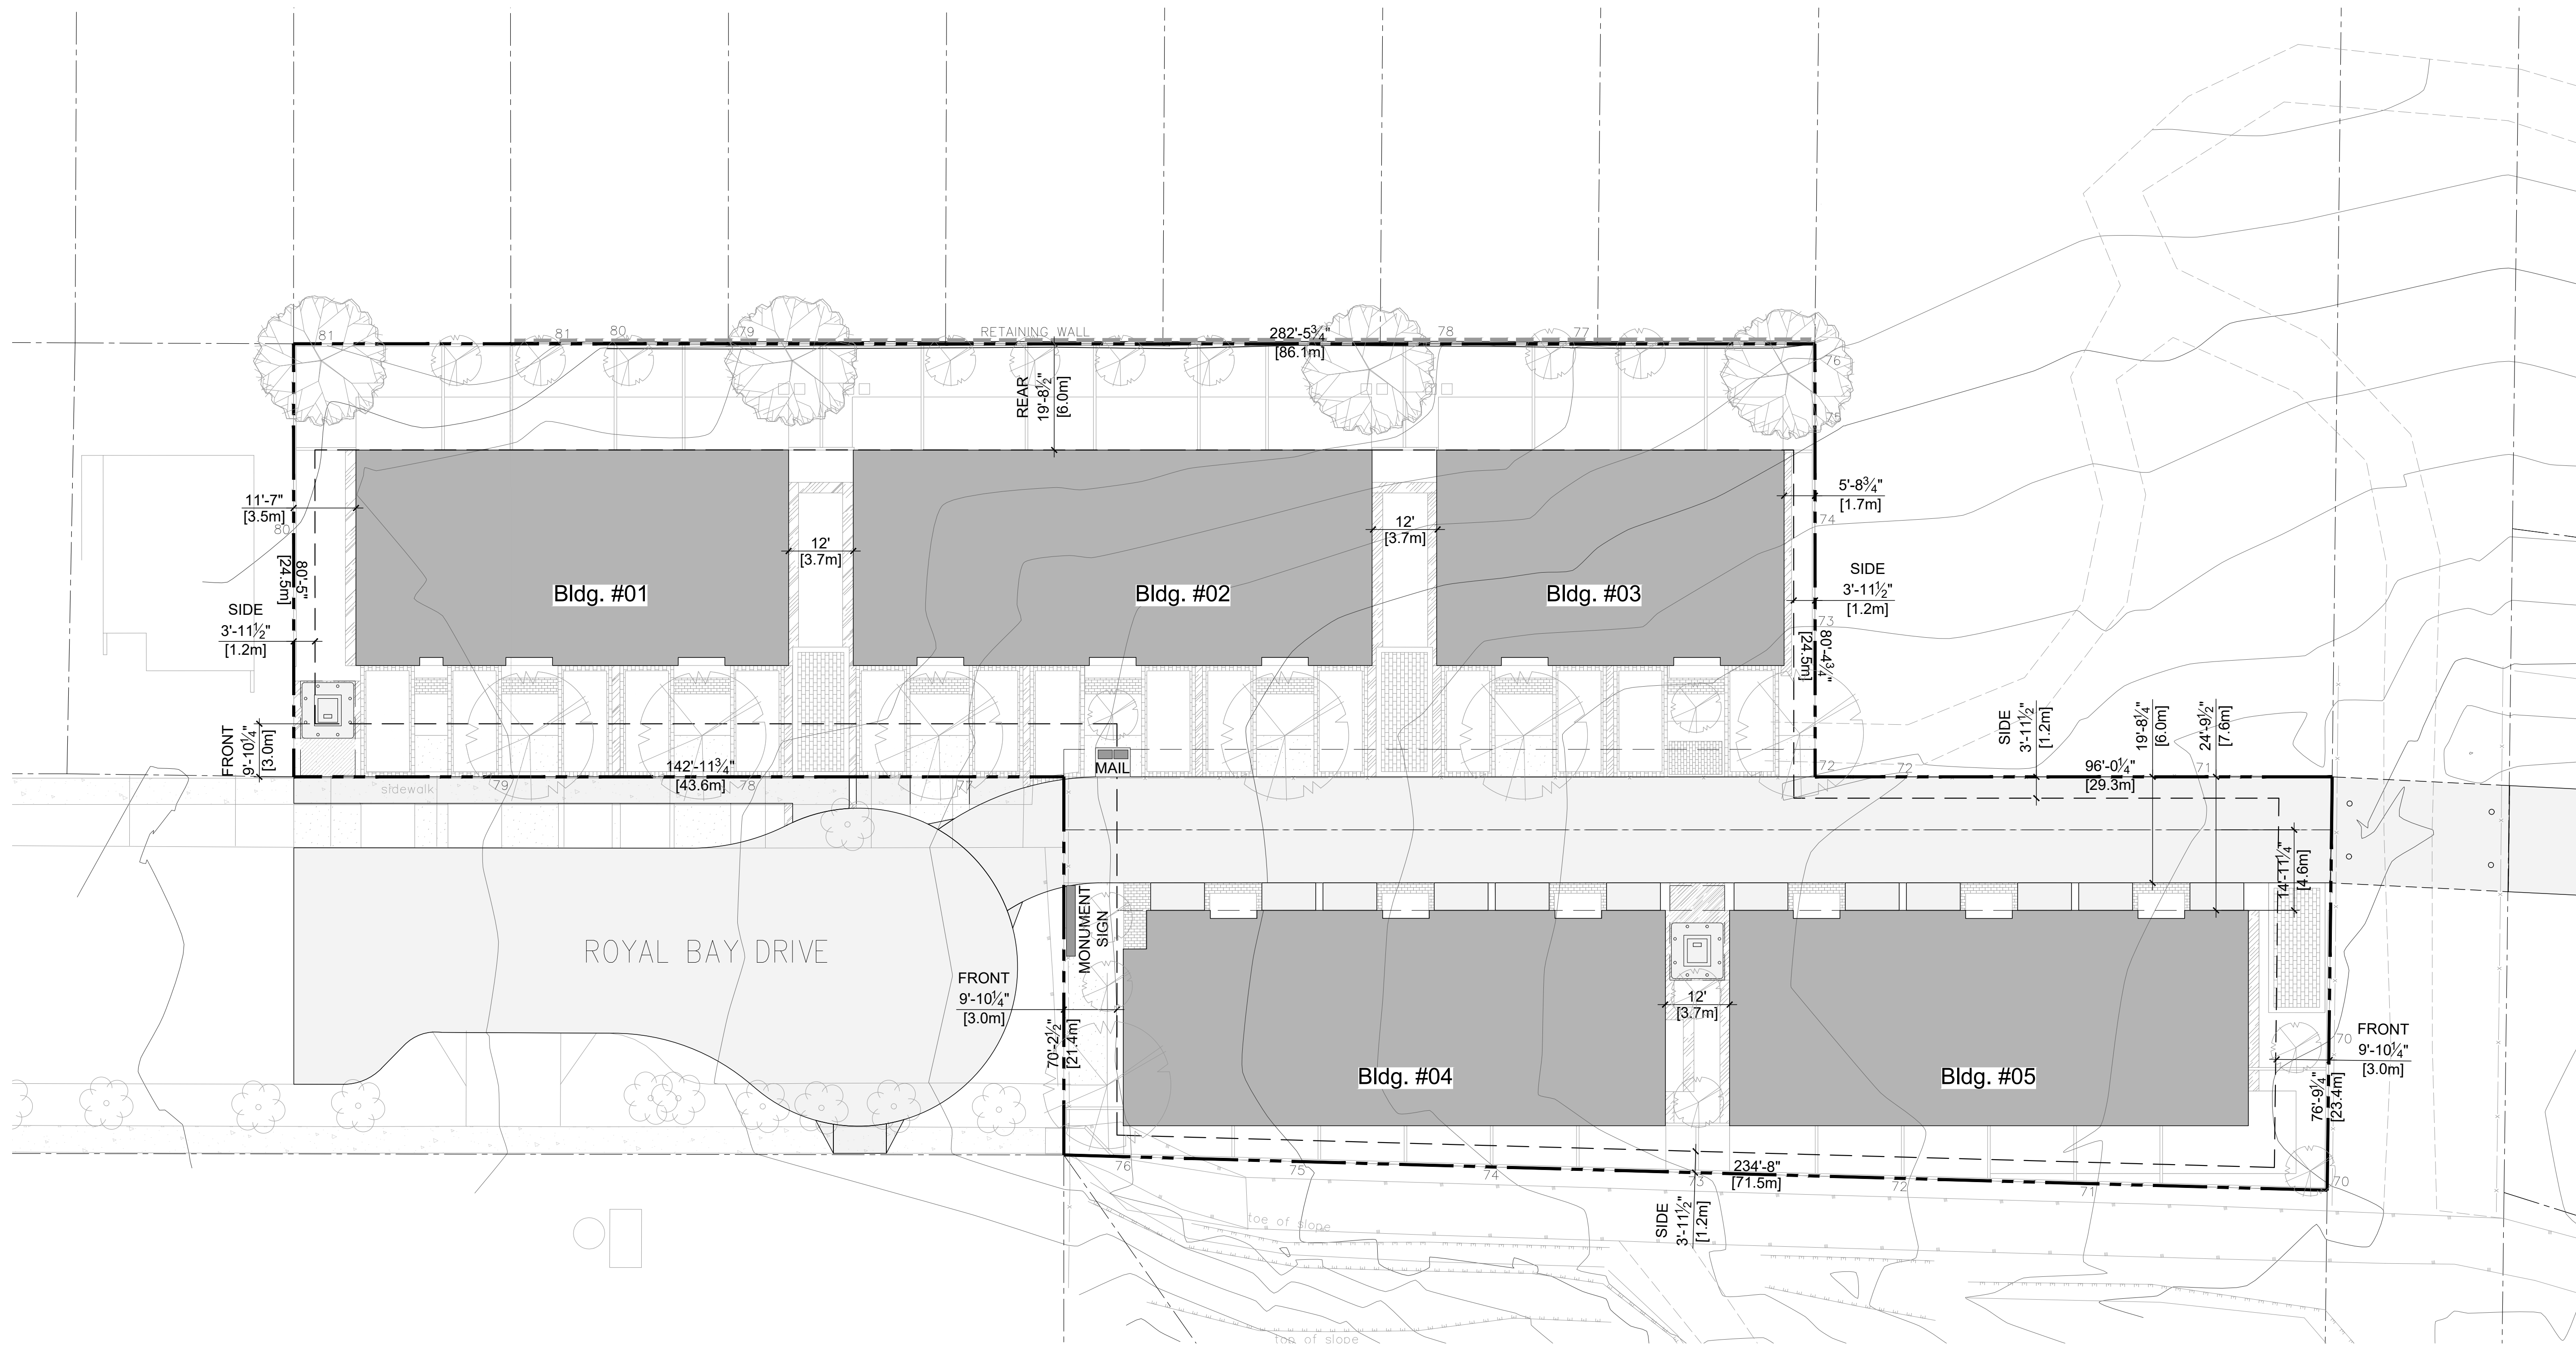 81
81
80
79
RETAINING WALL
282'-5¾"
[86.1m]
78
77
76
REAR
19'-8½"
[6.0m]
75
11'-7"
[3.5m]
80
5'-8¾"
[1.7m]
74
12'
[3.7m]
12'
[3.7m]
80'-5"
[24.5m]
Bldg. #01
Bldg. #02
Bldg. #03
SIDE
3'-11½"
[1.2m]
SIDE
3'-11½"
[1.2m]
73
80'-4¾"
[24.5m]
FRONT
9'-10¼"
[3.0m]
142'-11¾"
[43.6m]
MAIL
72
72
SIDE
3'-11½"
[1.2m]
96'-0¼"
[29.3m]
19'-8¼"
[6.0m]
24'-9½"
[7.6m]
71
sidewalk
79
78
77
14'-11¼"
[4.6m]
MONUMENT
SIGN
ROYAL BAY DRIVE
FRONT
9'-10¼"
[3.0m]
70'-2½"
[21.4m]
12'
[3.7m]
Bldg. #04
Bldg. #05
70
FRONT
9'-10¼"
[3.0m]
76'-9¼"
[23.4m]
76
75
74
73
234'-8"
[71.5m]
72
71
70
SIDE
3'-11½"
[1.2m]
toe of slope
top of slope